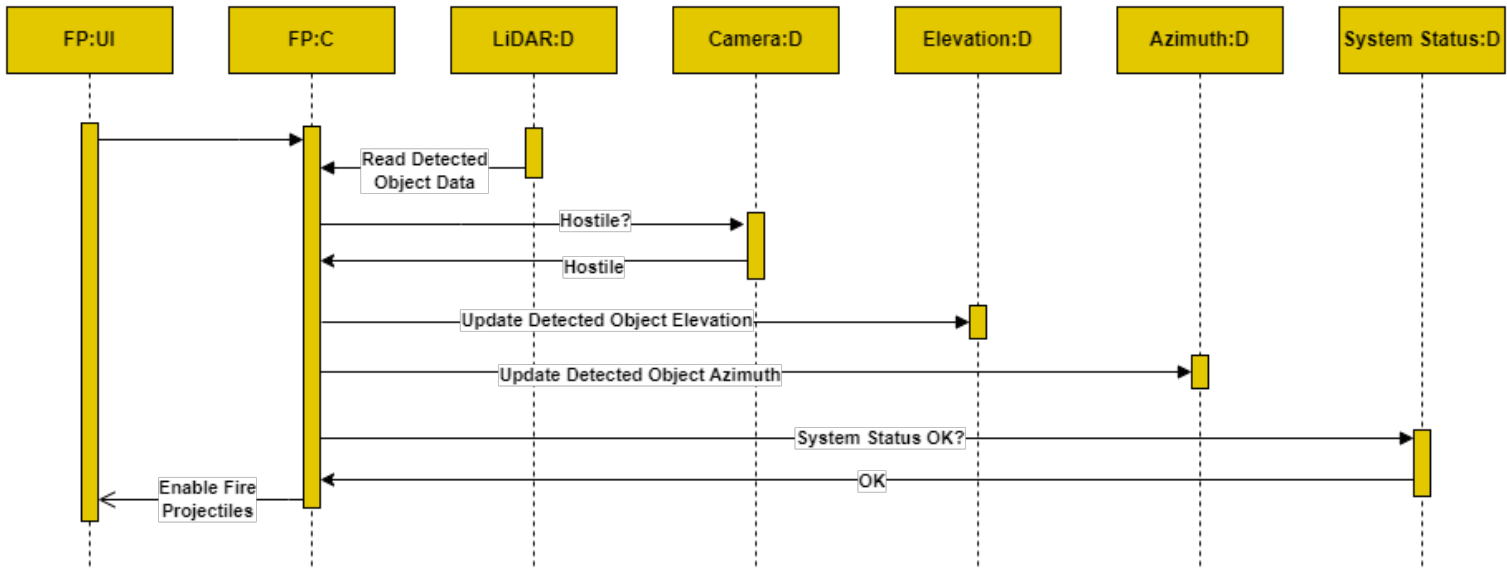 FP:UI
FP:C
LiDAR:D
Camera:D
Elevation:D
Azimuth:D
System Status:D
Read Detected
Object Data
Hostile?
Hostile
Update Detected Object Elevation
Update Detected Object Azimuth
System Status OK?
OK
Enable Fire
Projectiles